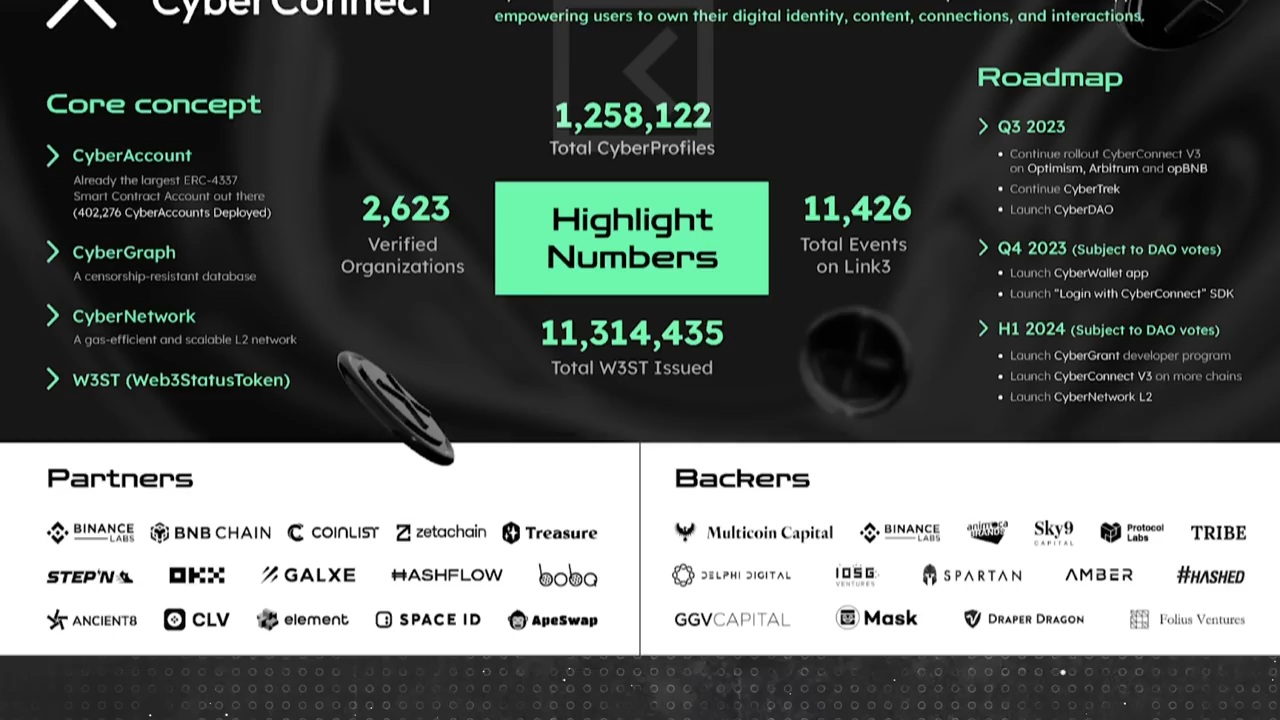 CyberConnect
empowering users to own their digital identity, content, connections, and interactions.
Core concept
CyberAccount
Already the largest ERC-4337
Smart Contract Account out there
(402,276 CyberAccounts Deployed)
CyberGraph
A censorship-resistant database
CyberNetwork
A gas-efficient and scalable L2 network
W3ST (Web3StatusToken)
1,258,122
Total CyberProfiles
2,623
Verified
Organizations
Highlight
Numbers
11,426
Total Events
on Link3
11,314,435
Total W3ST Issued
Roadmap
Q3 2023
Continue rollout CyberConnect V3
on Optimism, Arbitrum and opBNB
Continue CyberTrek
Launch CyberDAO
Q4 2023 (Subject to DAO votes)
Launch CyberWallet app
Launch "Login with CyberConnect" SDK
H1 2024 (Subject to DAO votes)
Launch CyberGrant developer program
Launch CyberConnect V3 on more chains
Launch CyberNetwork L2
Partners
BINANCE LABS BNB CHAIN COINLIST zetachain Treasure
STEP'N OKX GALXE HASHFLOW boba
ANCIENT8 CLV element SPACE ID ApeSwap
Backers
Multicoin Capital BINANCE LABS animoca BRANDS Sky9 CAPITAL Protocol Labs TRIBE
DELPHI DIGITAL IOSG VENTURES SPARTAN AMBER #HASHED
GGVCAPITAL Mask DRAPER DRAGON Folius Ventures